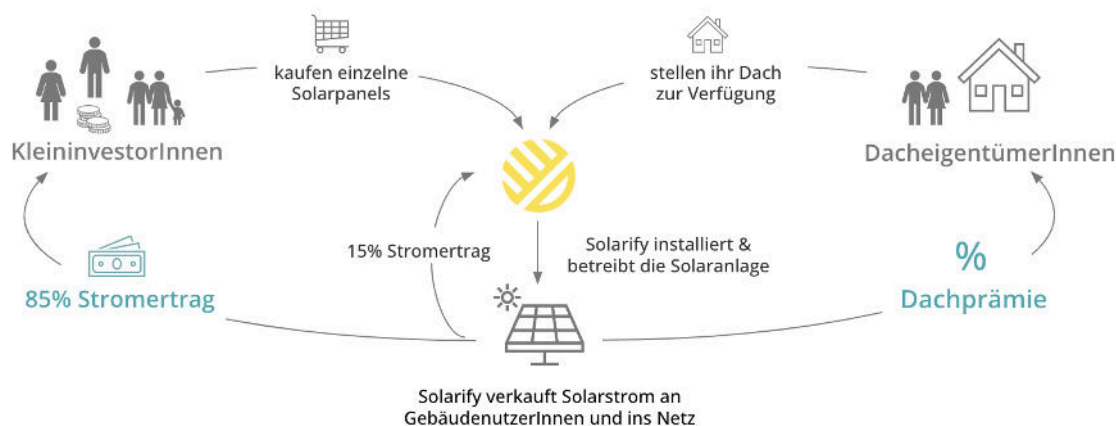 kaufen einzelne
Solarpanels
stellen ihr Dach
zur Verfügung
KleininvestorInnen
DacheigentümerInnen
15% Stromertrag
Solarify installiert &
betreibt die Solaranlage
85% Stromertrag
%
Dachprämie
Solarify verkauft Solarstrom an
GebäudenutzerInnen und ins Netz